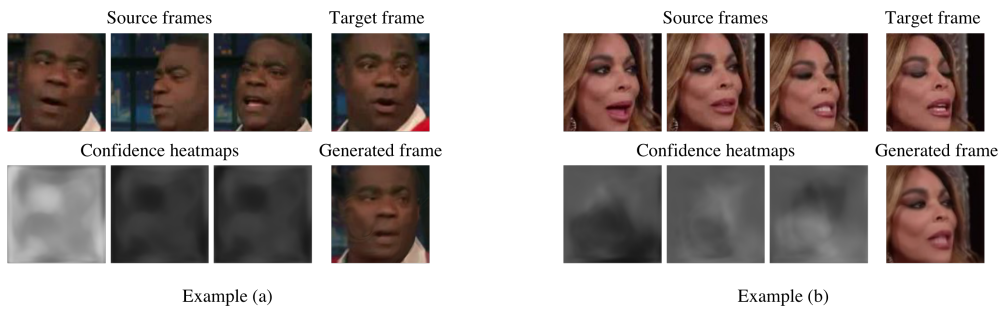 Source frames Target frame
Confidence heatmaps Generated frame
Example (a)
Source frames Target frame
Confidence heatmaps Generated frame
Example (b)